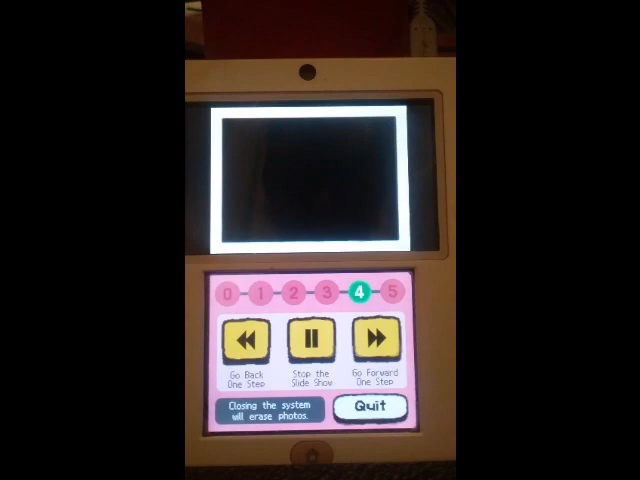 0 1 2 3 4 5
Go Back
One Step
Stop the
Slide Show
Go Forward
One Step
Closing the system
will erase photos.
Quit